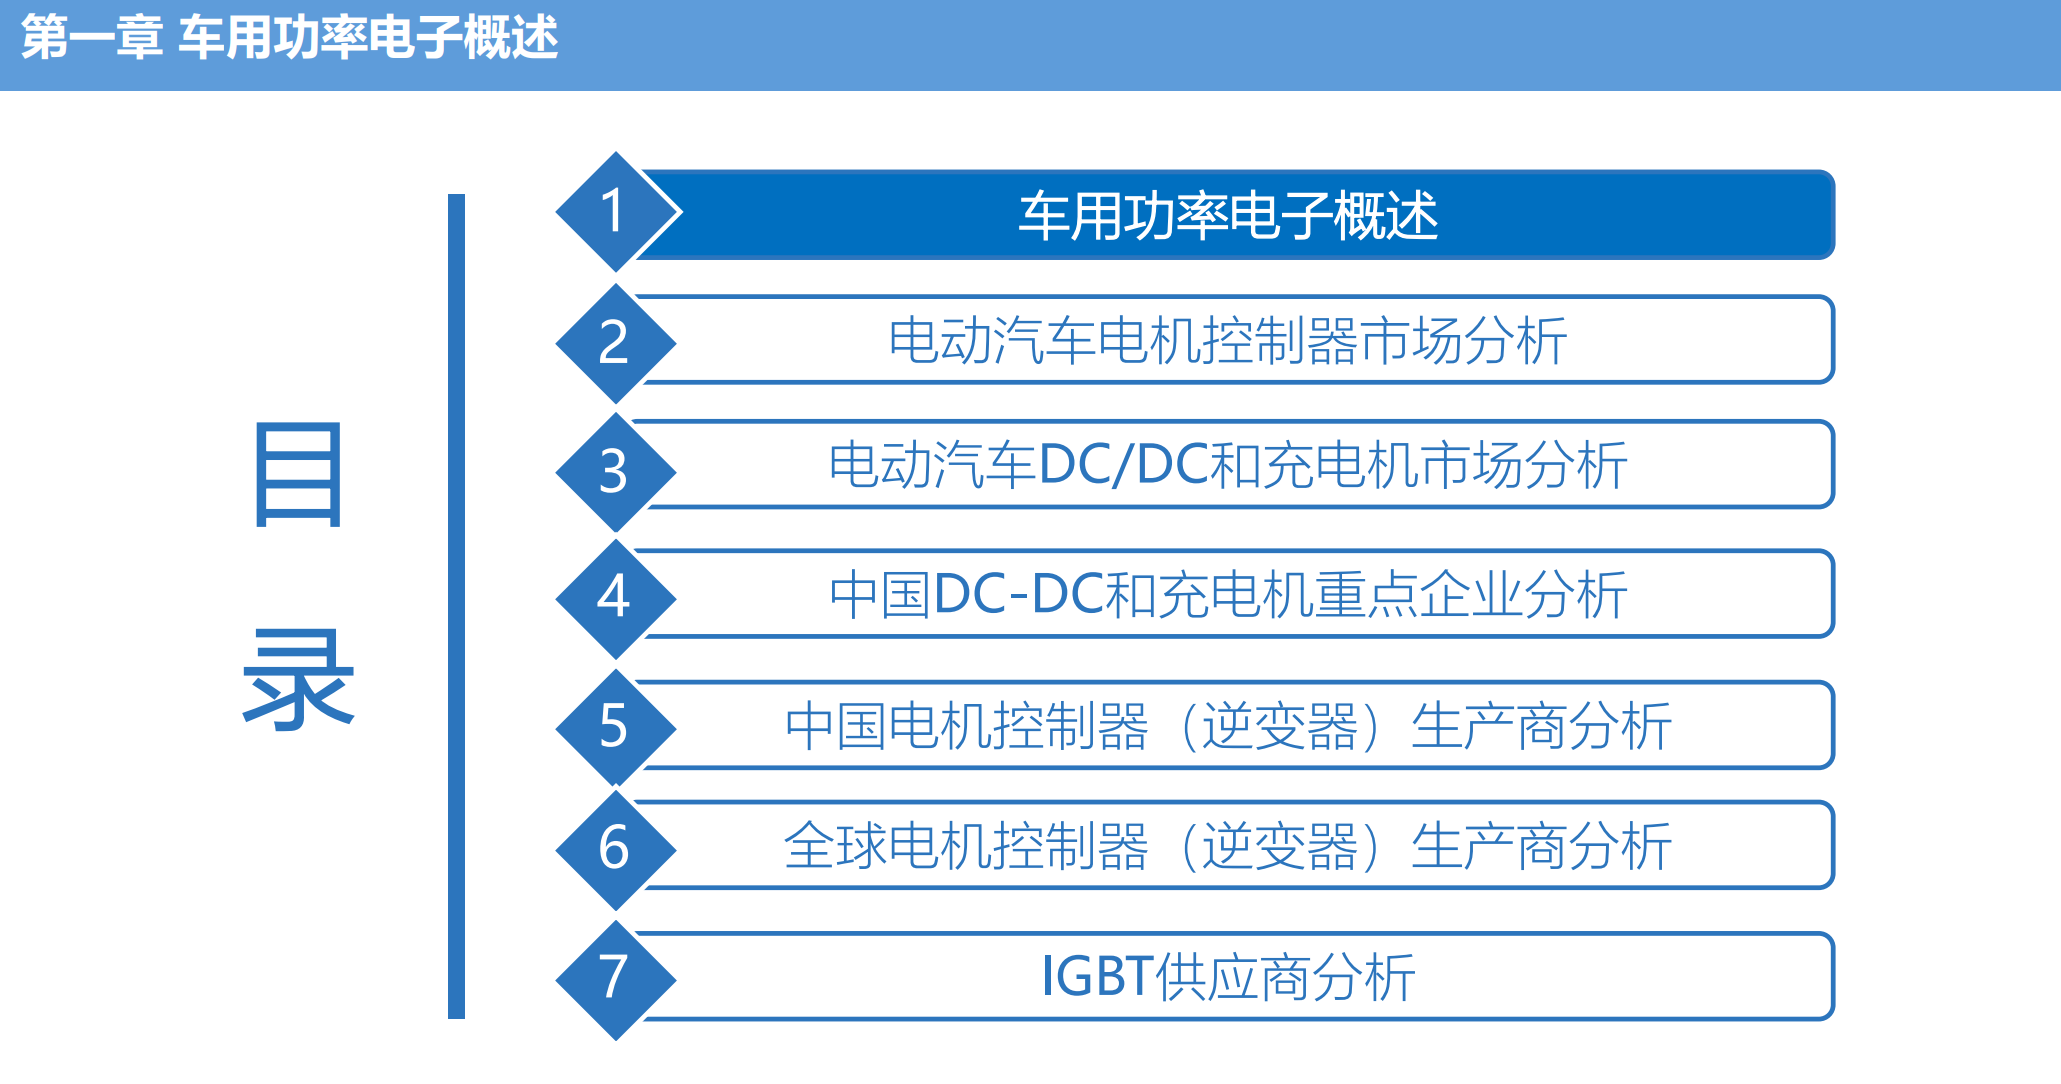 第一章 车用功率电子概述
目
录
1 车用功率电子概述
2 电动汽车电机控制器市场分析
3 电动汽车DC/DC和充电机市场分析
4 中国DC-DC和充电机重点企业分析
5 中国电机控制器（逆变器）生产商分析
6 全球电机控制器（逆变器）生产商分析
7 IGBT供应商分析